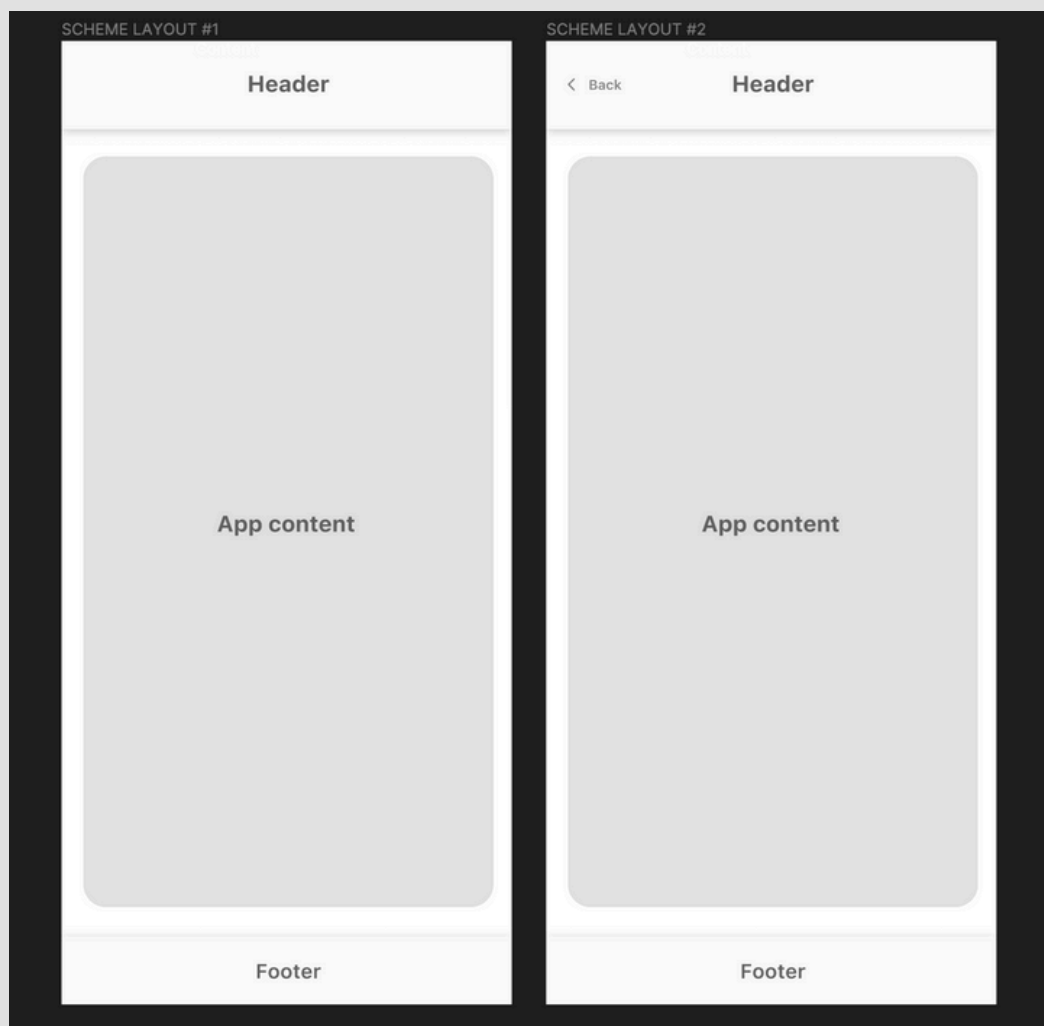 SCHEME LAYOUT #1
Header
App content
Footer
SCHEME LAYOUT #2
Back
Header
App content
Footer